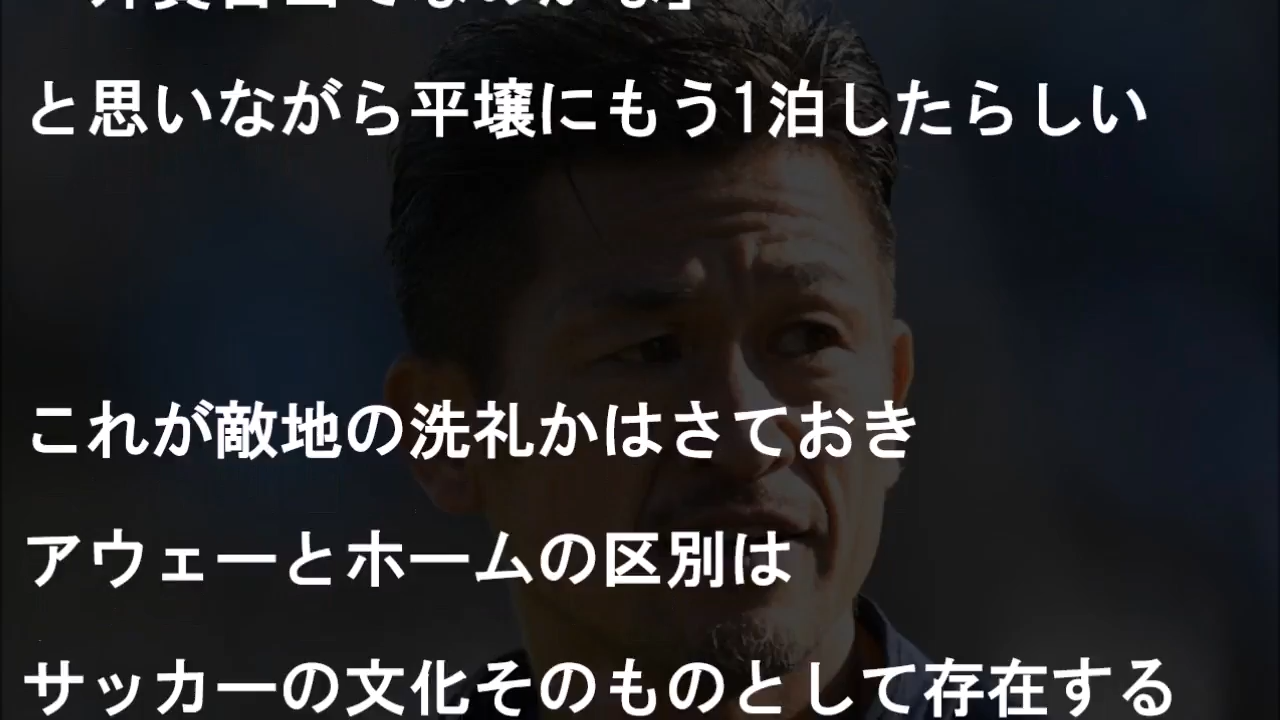 と思いながら平壌にもう1泊したらしい
これが敵地の洗礼かはさておき
アウェーとホームの区別は
サッカーの文化そのものとして存在する